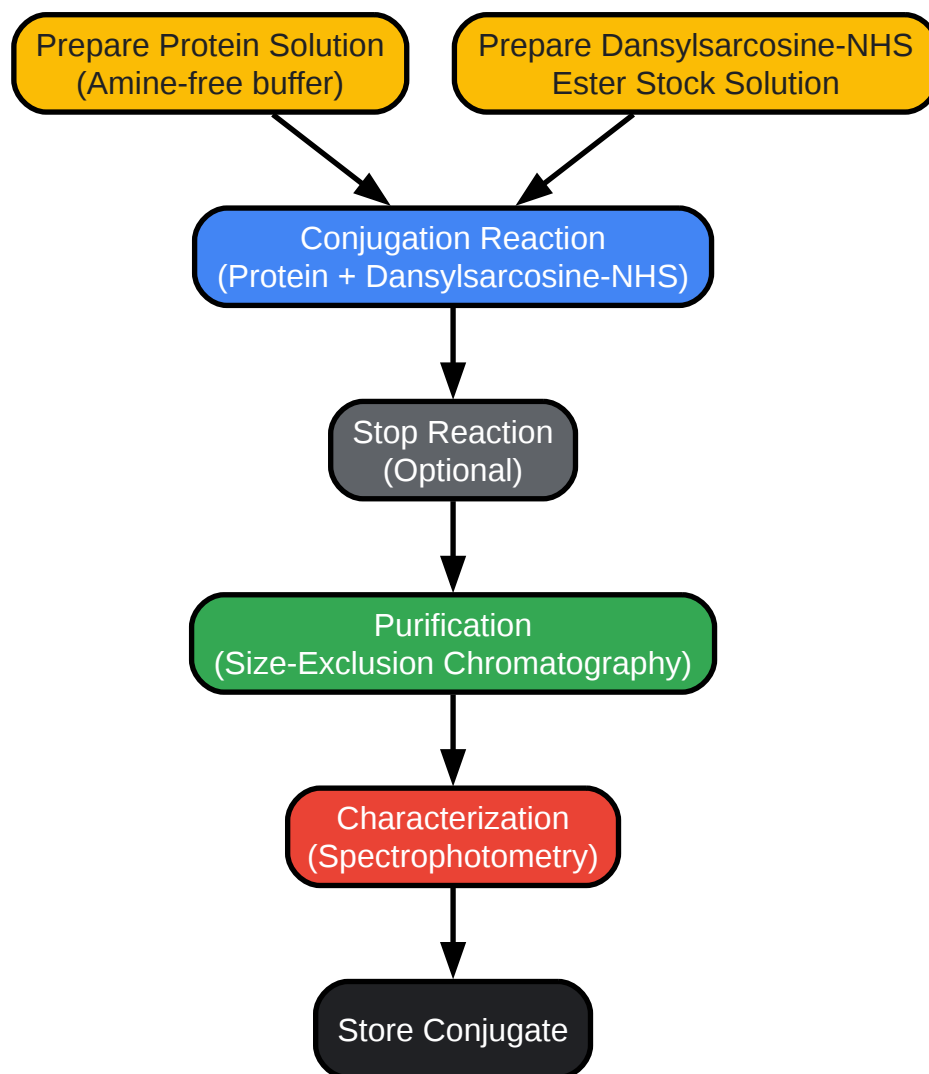 Prepare Protein Solution
(Amine-free buffer)
Prepare Dansylsarcosine-NHS
Ester Stock Solution
Conjugation Reaction
(Protein + Dansylsarcosine-NHS)
Stop Reaction
(Optional)
Purification
(Size-Exclusion Chromatography)
Characterization
(Spectrophotometry)
Store Conjugate